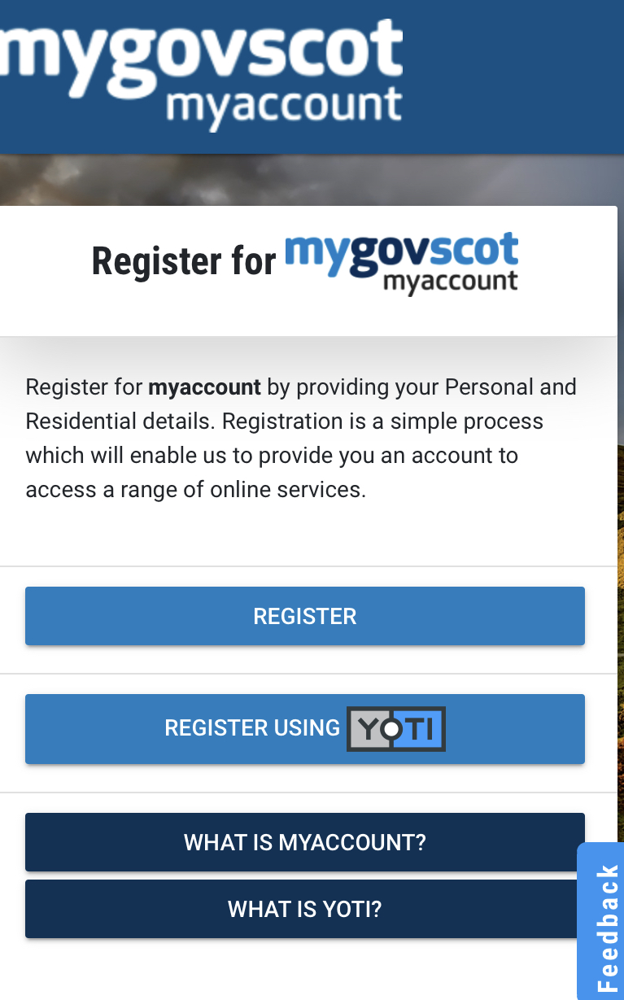 mygovscot
myaccount
Register for mygovscot
myaccount
Register for myaccount by providing your Personal and
Residential details. Registration is a simple process
which will enable us to provide you an account to
access a range of online services.
REGISTER
REGISTER USING YOTI
WHAT IS MYACCOUNT?
WHAT IS YOTI?
Feedback